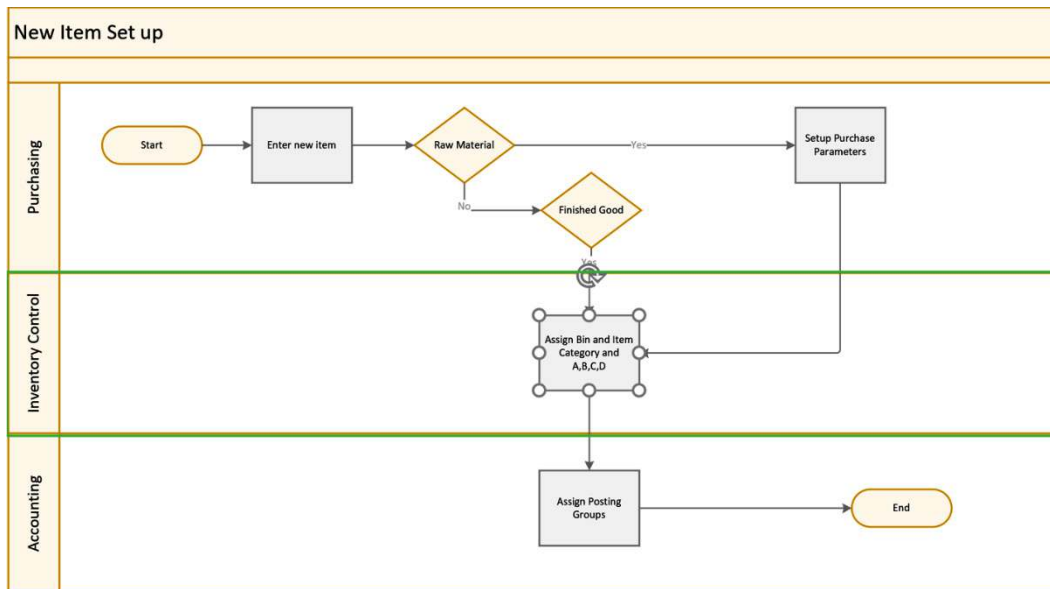 New Item Set up
Purchasing
Start
Enter new item
Raw Material
Yes
Setup Purchase
Parameters
No
Finished Good
Yes
Inventory Control
Assign Bin and Item
Category and
A,B,C,D
Accounting
Assign Posting
Groups
End